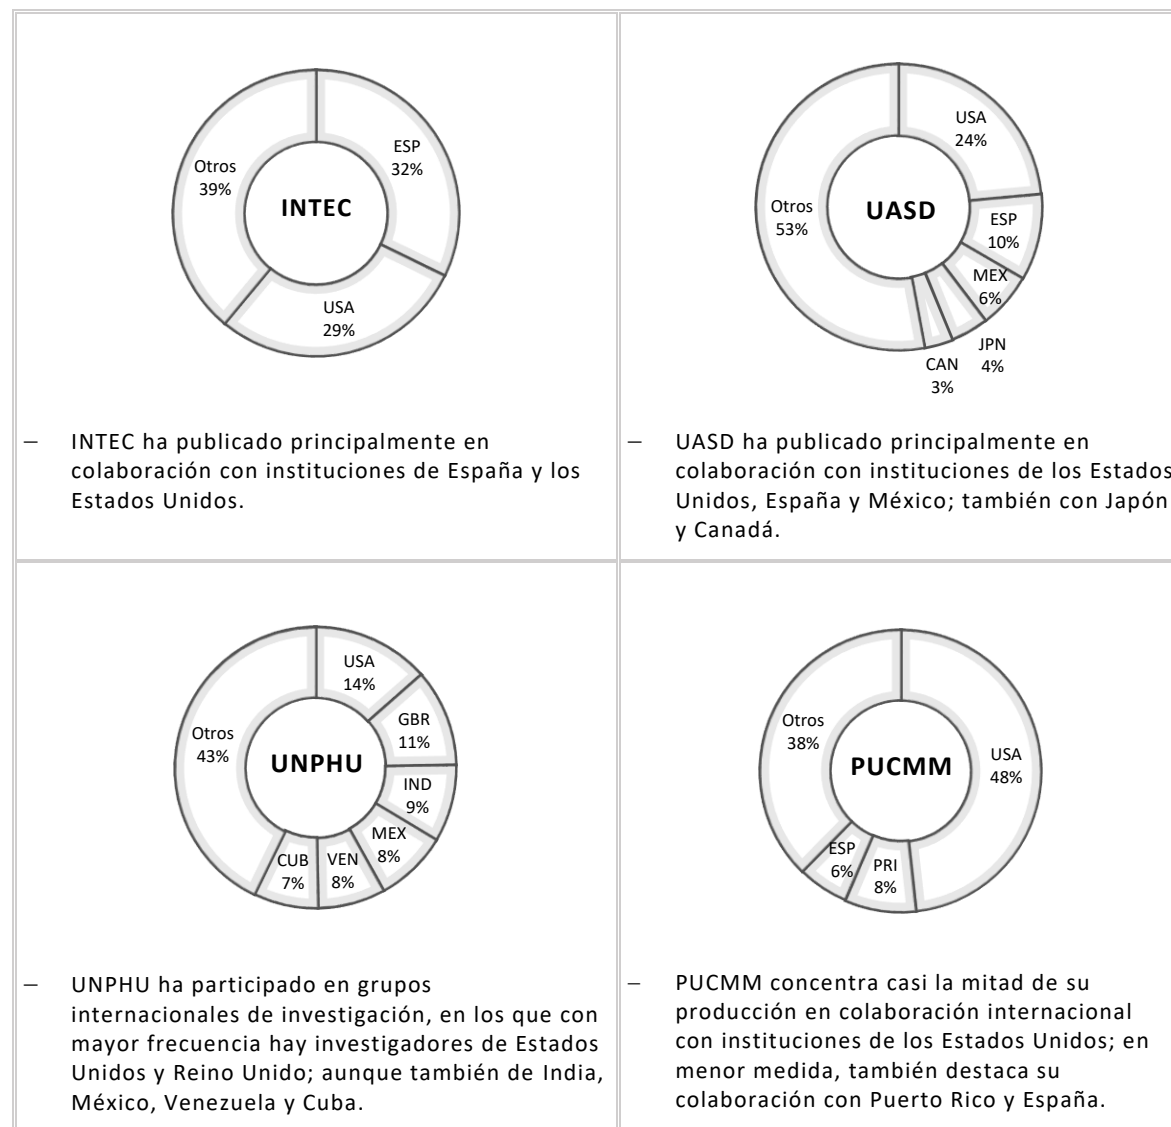 ESP
32%
Otros
39%
INTEC
USA
29%
– INTEC ha publicado principalmente en
colaboración con instituciones de España y los
Estados Unidos.
USA
24%
Otros
53%
UASD
ESP
10%
MEX
6%
JPN
4%
CAN
3%
– UASD ha publicado principalmente en
colaboración con instituciones de los Estados
Unidos, España y México; también con Japón
y Canadá.
USA
14%
GBR
11%
Otros
43%
UNPHU
IND
9%
MEX
8%
VEN
8%
CUB
7%
– UNPHU ha participado en grupos
internacionales de investigación, en los que con
mayor frecuencia hay investigadores de Estados
Unidos y Reino Unido; aunque también de India,
México, Venezuela y Cuba.
Otros
38%
PUCMM
USA
48%
ESP
6%
PRI
8%
– PUCMM concentra casi la mitad de su
producción en colaboración internacional
con instituciones de los Estados Unidos; en
menor medida, también destaca su
colaboración con Puerto Rico y España.